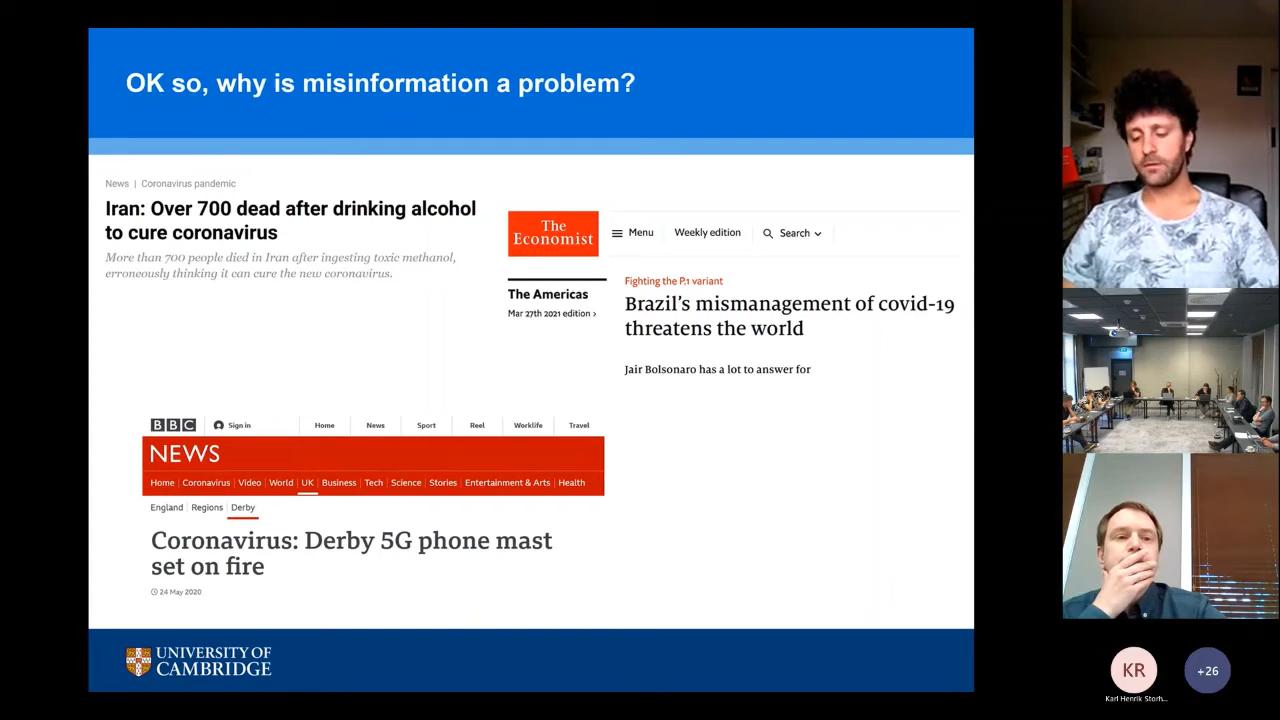 OK so, why is misinformation a problem?
News | Coronavirus pandemic
Iran: Over 700 dead after drinking alcohol
to cure coronavirus
More than 700 people died in Iran after ingesting toxic methanol,
erroneously thinking it can cure the new coronavirus.
The
Economist
Menu Weekly edition Search
The Americas
Mar 27th 2021 edition ›
Fighting the P.1 variant
Brazil's mismanagement of covid-19
threatens the world
Jair Bolsonaro has a lot to answer for
BBC Sign in Home News Sport Reel Worklife Travel
NEWS
Home | Coronavirus | Video | World | UK | Business | Tech | Science | Stories | Entertainment & Arts | Health
England Regions Derby
Coronavirus: Derby 5G phone mast
set on fire
24 May 2020
UNIVERSITY OF
CAMBRIDGE
KR
+26
Karl Henrik Storh...